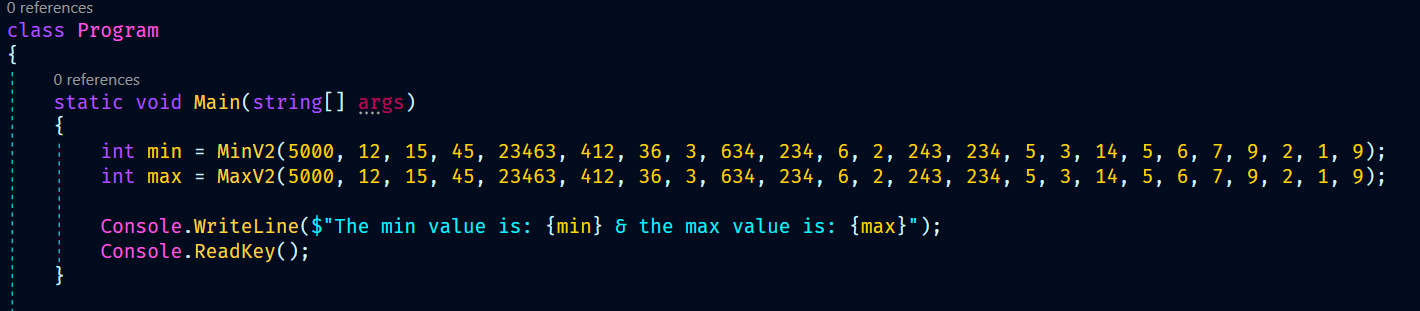 0 references
class Program
{
0 references
static void Main(string[] args)
{
int min = MinV2(5000, 12, 15, 45, 23463, 412, 36, 3, 634, 234, 6, 2, 243, 234, 5, 3, 14, 5, 6, 7, 9, 2, 1, 9);
int max = MaxV2(5000, 12, 15, 45, 23463, 412, 36, 3, 634, 234, 6, 2, 243, 234, 5, 3, 14, 5, 6, 7, 9, 2, 1, 9);
Console.WriteLine($"The min value is: {min} & the max value is: {max}");
Console.ReadKey();
}